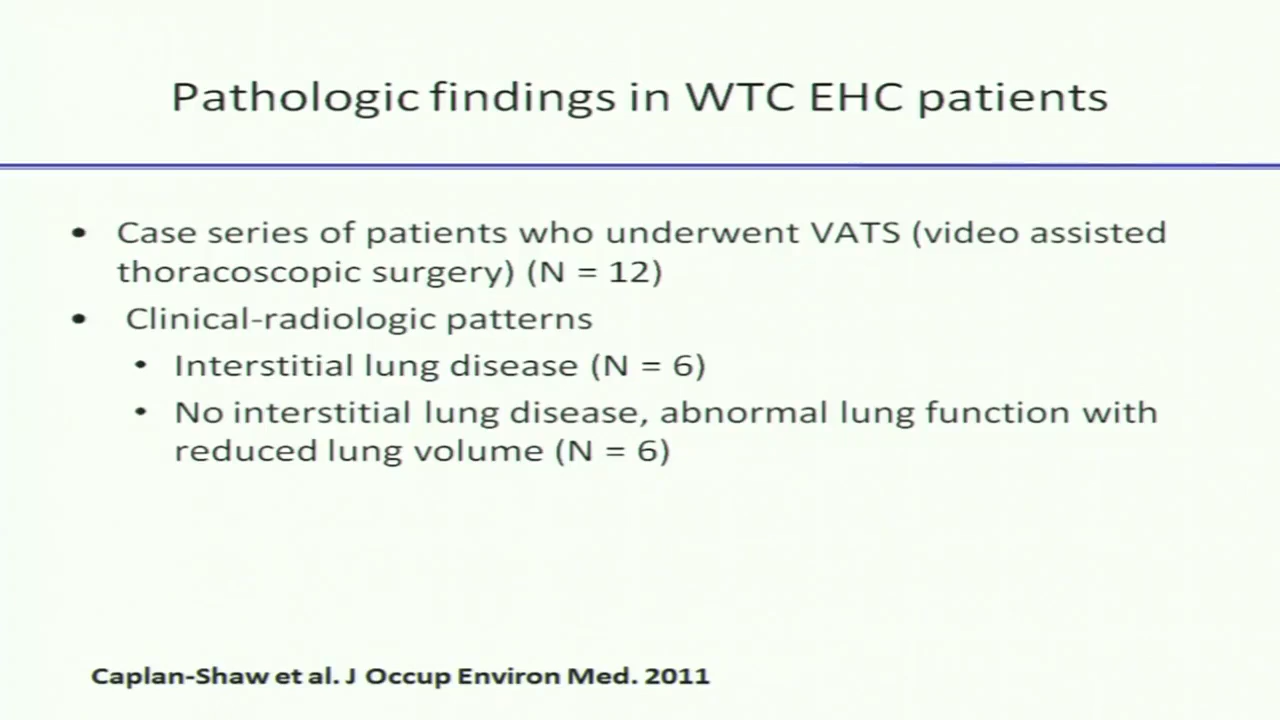 Pathologic findings in WTC EHC patients
• Case series of patients who underwent VATS (video assisted
thoracoscopic surgery) (N = 12)
• Clinical-radiologic patterns
• Interstitial lung disease (N = 6)
• No interstitial lung disease, abnormal lung function with
reduced lung volume (N = 6)
Caplan-Shaw et al. J Occup Environ Med. 2011